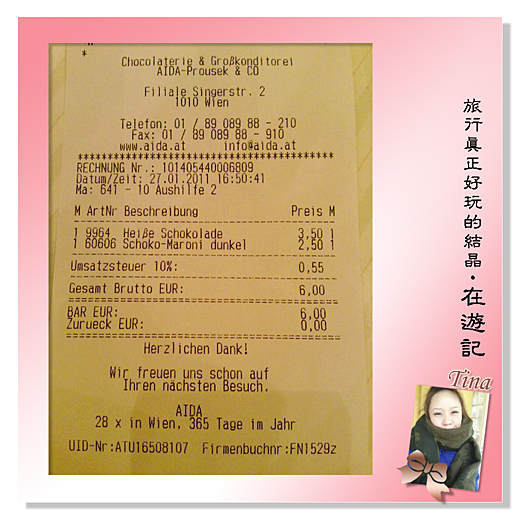 *
Chocolaterie & Großkonditorei
AIDA-Prousek & CO
Filiale Singerstr. 2
1010 Wien
Telefon: 01 / 89 089 88 - 210
Fax: 01 / 89 089 88 - 910
www.aida.at info@aida.at
************************************
RECHNUNG Nr.: 101405440006809
Datum/Zeit: 27.01.2011 16:50:41
Ma: 641 - 10 Aushilfe 2
M ArtNr Beschreibung Preis M
1 9964 Heiße Schokolade 3,50 1
1 60606 Schoko-Maroni dunkel 2,50 1
Umsatzsteuer 10%: 0,55
Gesamt Brutto EUR: 6,00
BAR EUR: 6,00
Zurueck EUR: 0,00
Herzlichen Dank!
Wir freuen uns schon auf
Ihren nächsten Besuch.
AIDA
28 x in Wien, 365 Tage im Jahr
UID-Nr:ATU16508107 Firmenbuchnr:FN1529z
旅行真正好玩的結晶・在遊記
Tina